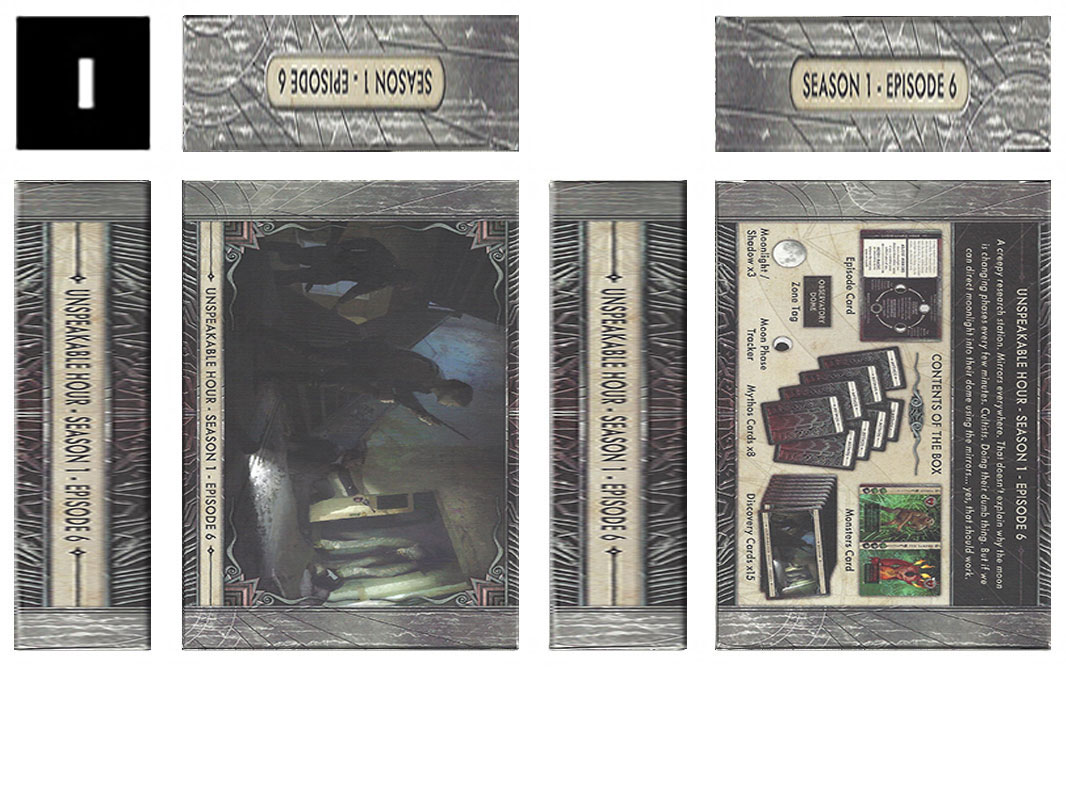 SEASON 1 - EPISODE 6
SEASON 1 - EPISODE 6
UNSPEAKABLE HOUR - SEASON 1 - EPISODE 6
UNSPEAKABLE HOUR - SEASON 1 - EPISODE 6
UNSPEAKABLE HOUR - SEASON 1 - EPISODE 6
UNSPEAKABLE HOUR - SEASON 1 - EPISODE 6
A creepy research station. Mirrors everywhere. That doesn't explain why the moon
is changing phases every few minutes. Cultists. Doing their dumb thing. But if we
can direct moonlight into their dome using the mirrors... yes, that should work.
CONTENTS OF THE BOX
Episode Card
Monsters Card
OBSERVATORY
DOME
Zone Tag
Moonlight /
Shadow x3
Moon Phase
Tracker
Mythos Cards x8
Discovery Cards x15